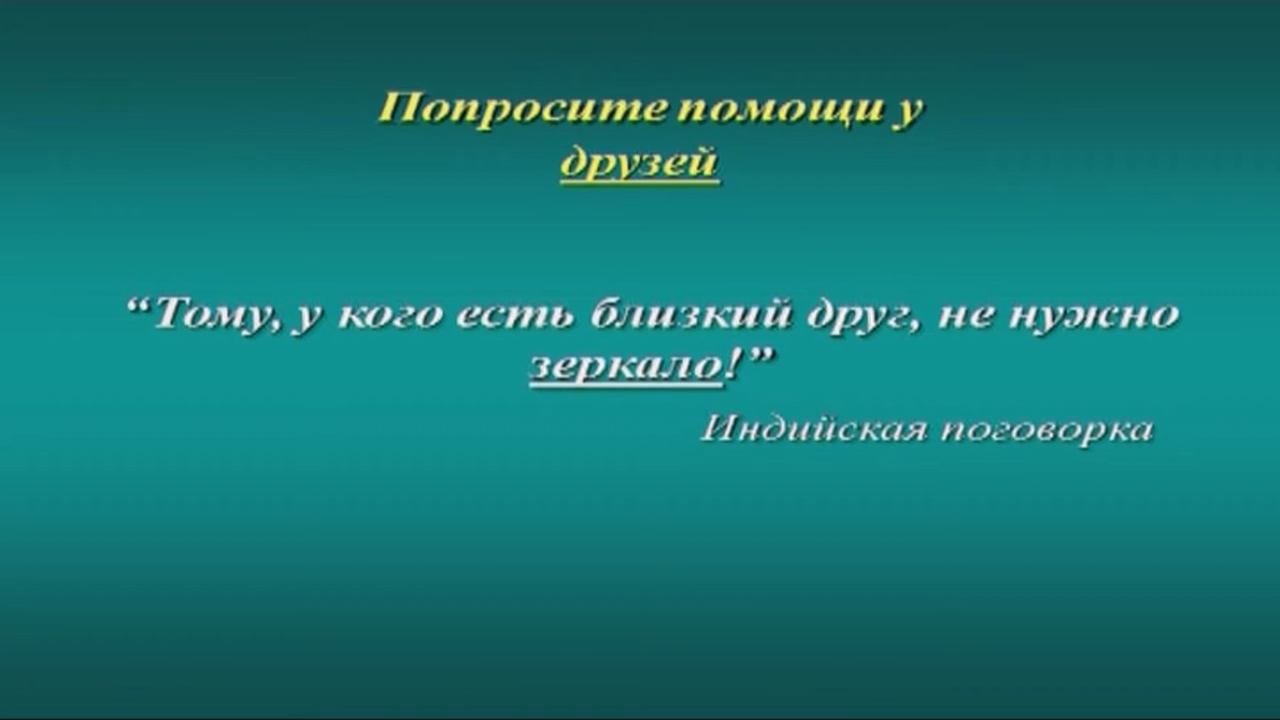 Попросите помощи у
друзей
“Тому, у кого есть близкий друг, не нужно
зеркало!”
Индийская поговорка